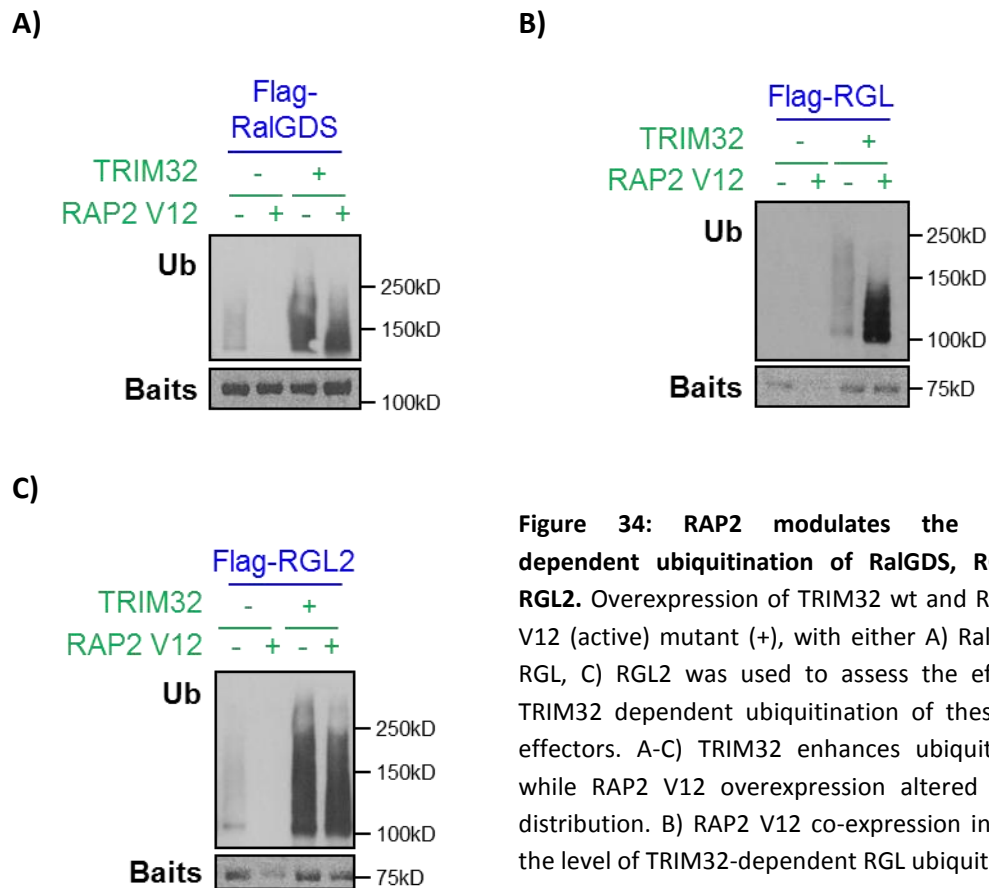 A)
Flag-
RalGDS
TRIM32 - +
RAP2 V12 - + - +
Ub
250kD
150kD
Baits
100kD
B)
Flag-RGL
TRIM32 - +
RAP2 V12 - + - +
Ub
250kD
150kD
100kD
Baits
75kD
C)
Flag-RGL2
TRIM32 - +
RAP2 V12 - + - +
Ub
250kD
150kD
100kD
Baits
75kD
Figure 34: RAP2 modulates the
dependent ubiquitination of RalGDS,
RGL2. Overexpression of TRIM32 wt and
V12 (active) mutant (+), with either A)
RGL, C) RGL2 was used to assess the
TRIM32 dependent ubiquitination of
effectors. A-C) TRIM32 enhances
while RAP2 V12 overexpression altered
distribution. B) RAP2 V12 co-expression
the level of TRIM32-dependent RGL